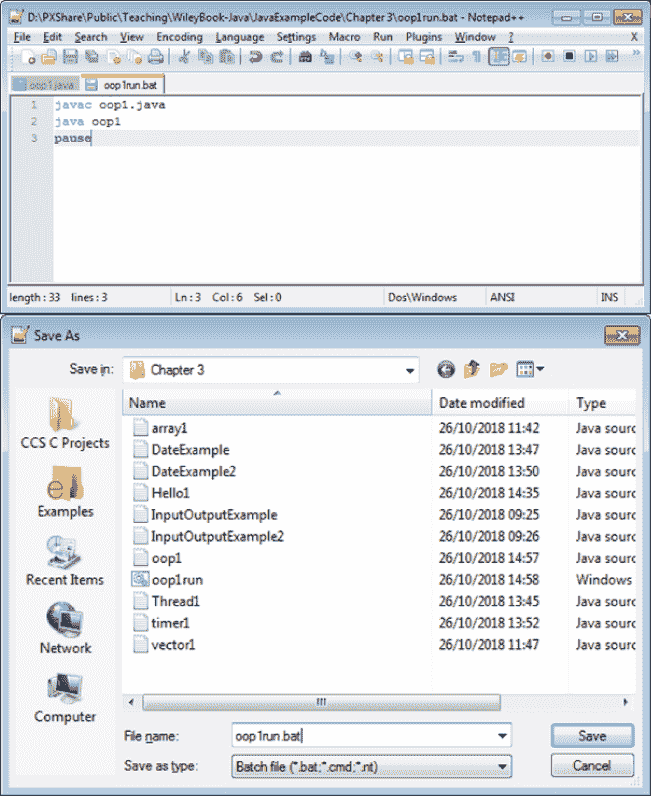 D:\PXShare\Public\Teaching\WileyBook-Java\JavaExampleCode\Chapter 3\oop1run.bat - Notepad++
File Edit Search View Encoding Language Settings Macro Run Plugins Window ? X
oop1.java oop1run.bat
1 javac oop1.java
2 java oop1
3 pause
length : 33 lines : 3 Ln : 3 Col : 6 Sel : 0 Dos\Windows ANSI INS
Save As
Save in: Chapter 3
Name Date modified Type
array1 26/10/2018 11:42 Java sourc
DateExample 26/10/2018 13:47 Java sourc
DateExample2 26/10/2018 13:50 Java sourc
Hello1 26/10/2018 14:35 Java sourc
InputOutputExample 26/10/2018 09:25 Java sourc
InputOutputExample2 26/10/2018 09:26 Java sourc
oop1 26/10/2018 14:57 Java sourc
oop1run 26/10/2018 14:58 Windows
Thread1 26/10/2018 13:45 Java sourc
timer1 26/10/2018 13:52 Java sourc
vector1 26/10/2018 11:47 Java sourc
CCS C Projects
Examples
Recent Items
Network
Computer
File name: oop1run.bat Save
Save as type: Batch file (*.bat;*.cmd;*.nt) Cancel